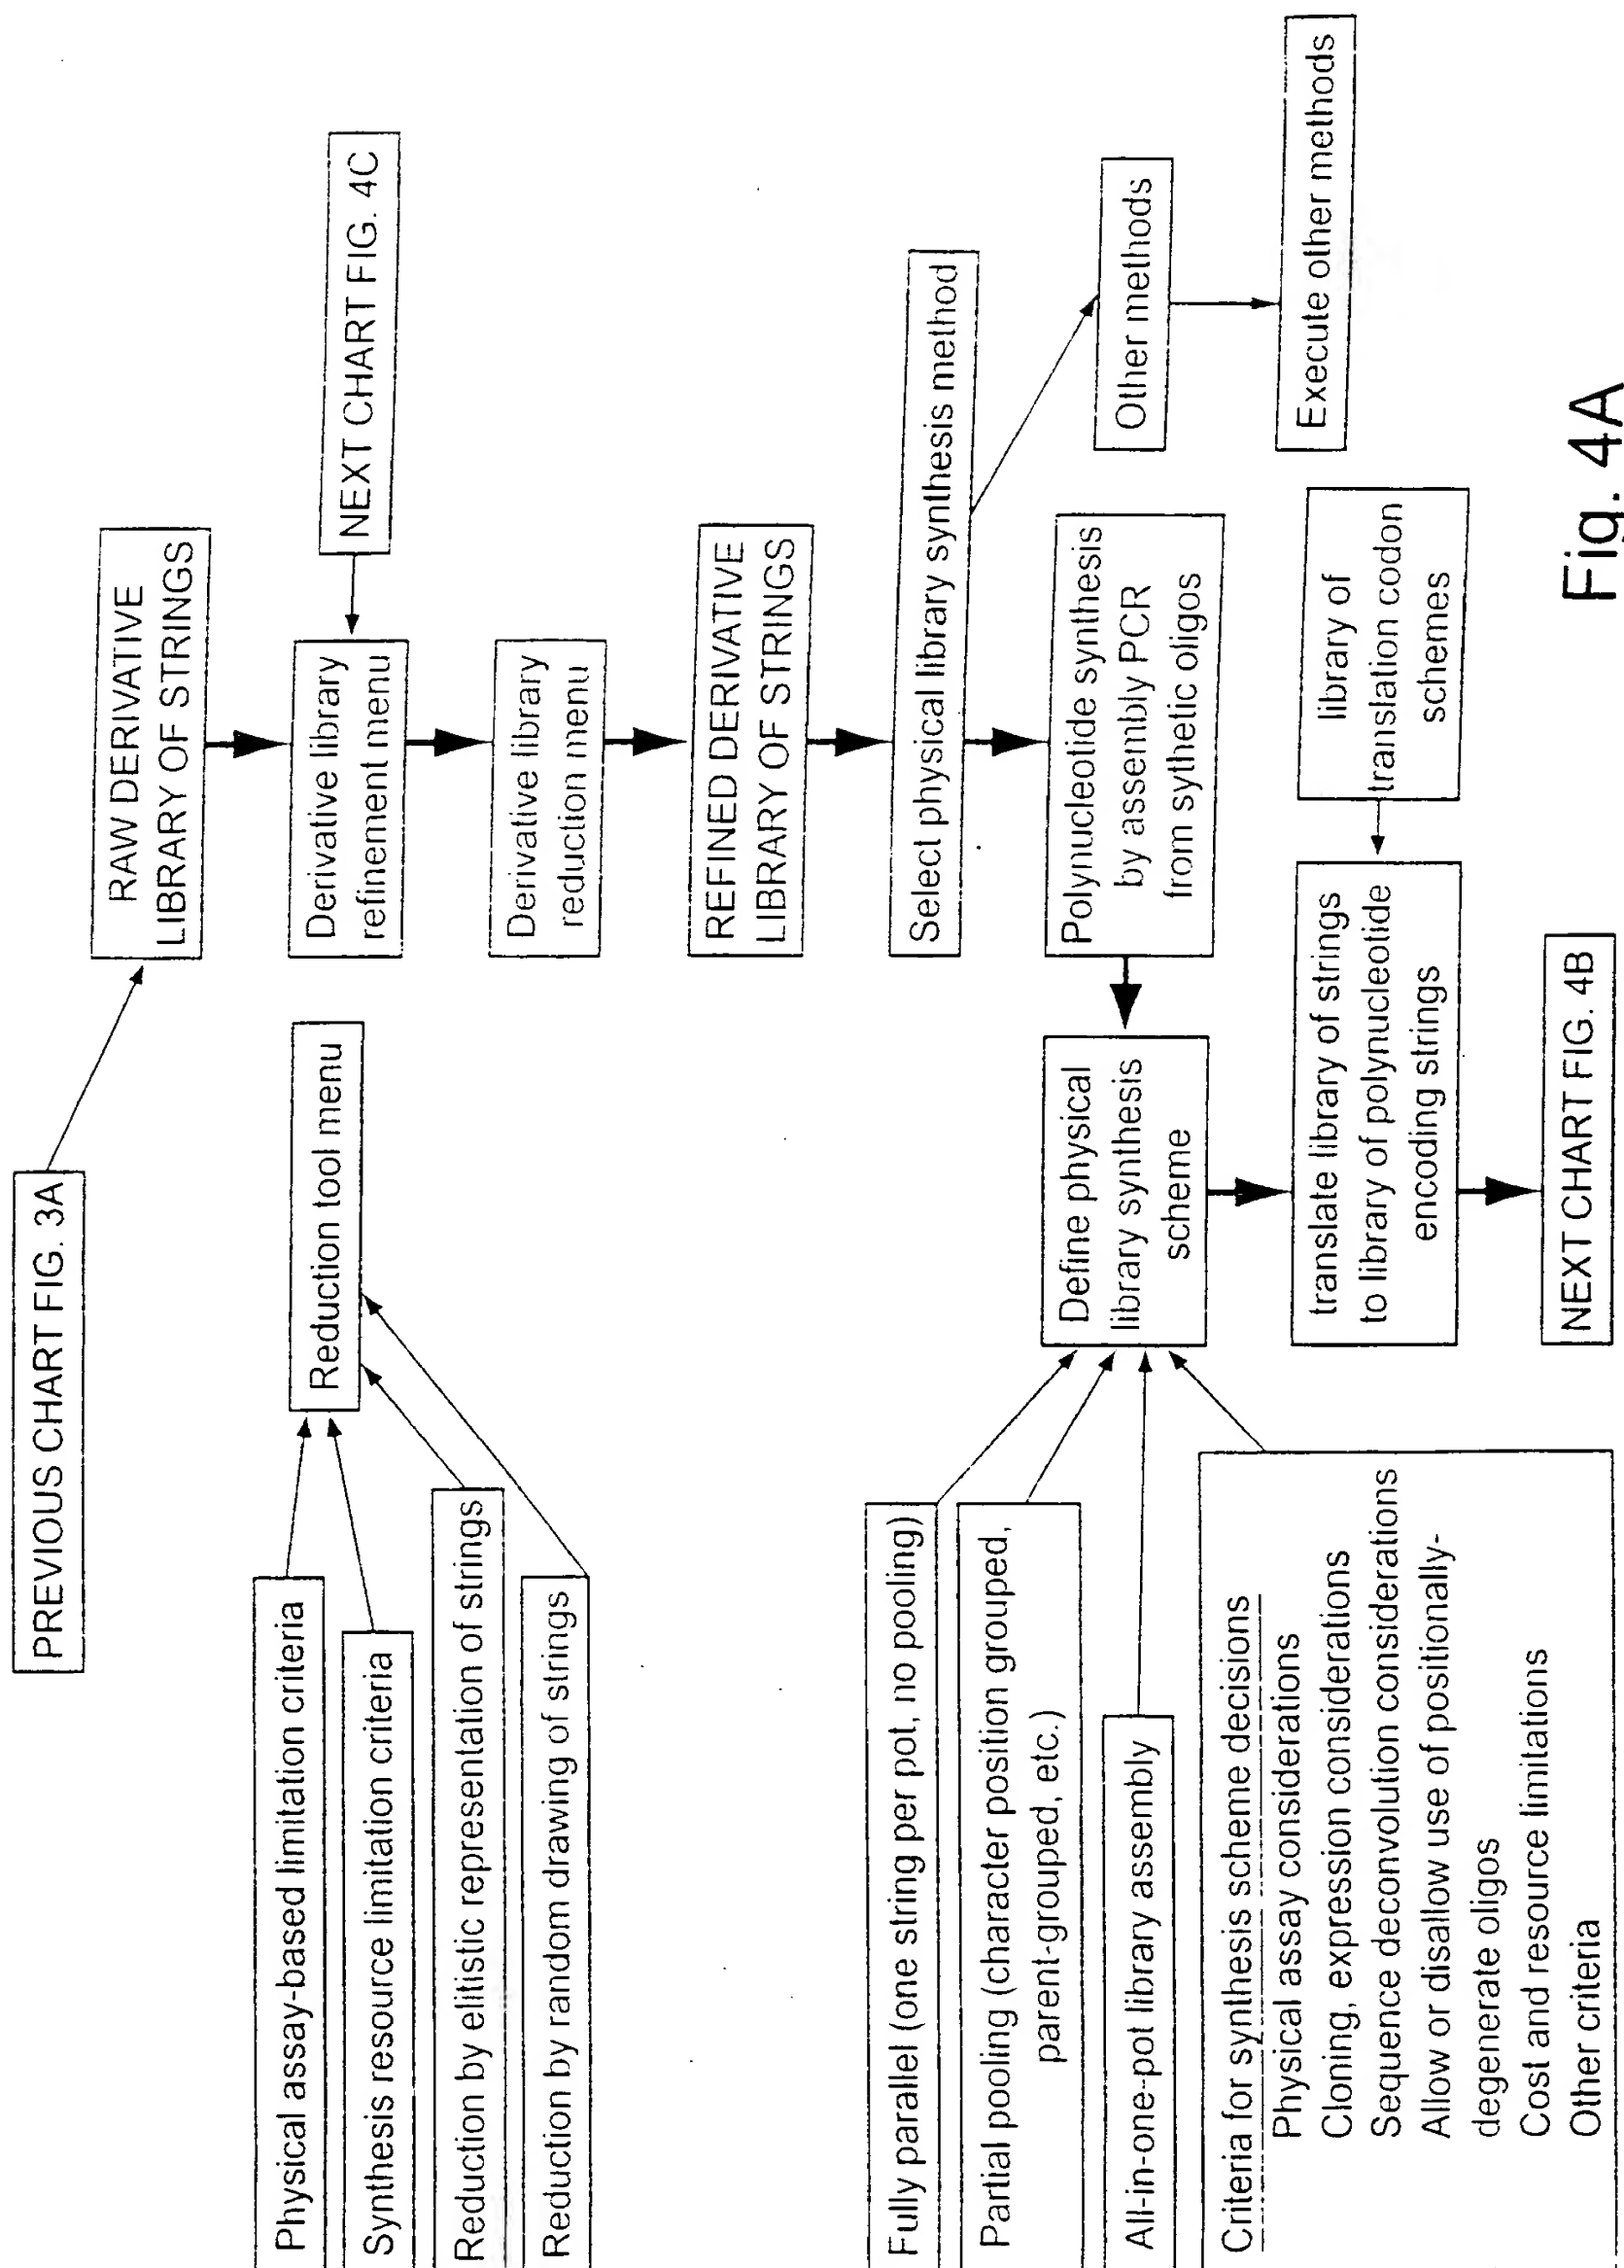 PREVIOUS CHART FIG. 3A
RAW DERIVATIVE
LIBRARY OF STRINGS
Physical assay-based limitation criteria
Synthesis resource limitation criteria
Reduction by elitistic representation of strings
Reduction by random drawing of strings
Reduction tool menu
Derivative library
refinement menu
NEXT CHART FIG. 4C
Derivative library
reduction menu
REFINED DERIVATIVE
LIBRARY OF STRINGS
Select physical library synthesis method
Fully parallel (one string per pot, no pooling)
Partial pooling (character position grouped,
parent-grouped, etc.)
All-in-one-pot library assembly
Criteria for synthesis scheme decisions
Physical assay considerations
Cloning, expression considerations
Sequence deconvolution considerations
Allow or disallow use of positionally-
degenerate oligos
Cost and resource limitations
Other criteria
Define physical
library synthesis
scheme
Polynucleotide synthesis
by assembly PCR
from sythetic oligos
Other methods
Execute other methods
translate library of strings
to library of polynucleotide
encoding strings
library of
translation codon
schemes
NEXT CHART FIG. 4B
Fig. 4A